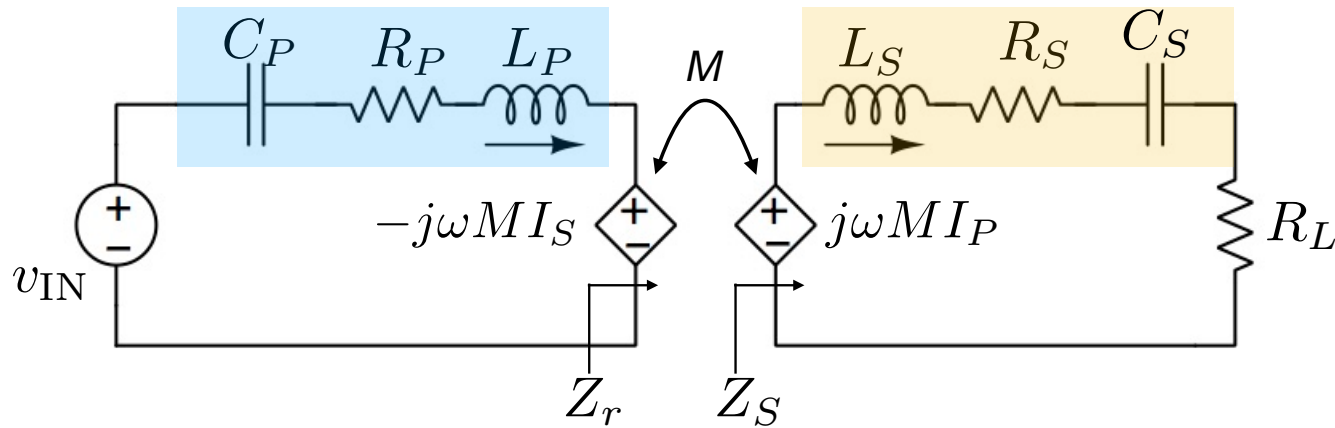 C_P R_P L_P M L_S R_S C_S
+ − v_IN
−jωMI_S + −
+ − jωMI_P
R_L
Z_r Z_S